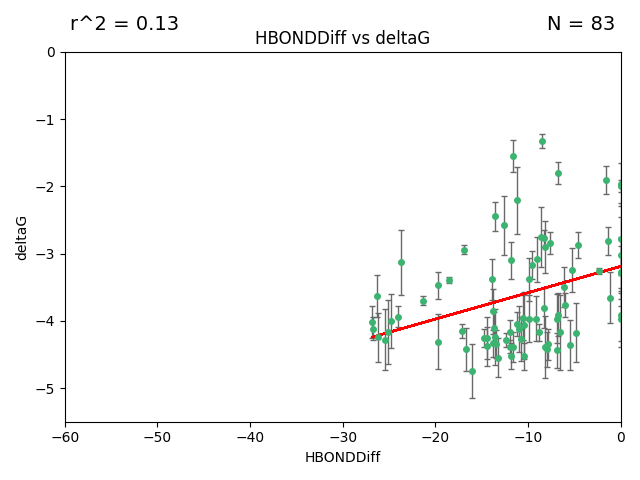 r^2 = 0.13
N = 83
HBONDDiff vs deltaG
deltaG
0
−1
−2
−3
−4
−5
−60
−50
−40
−30
−20
−10
0
HBONDDiff